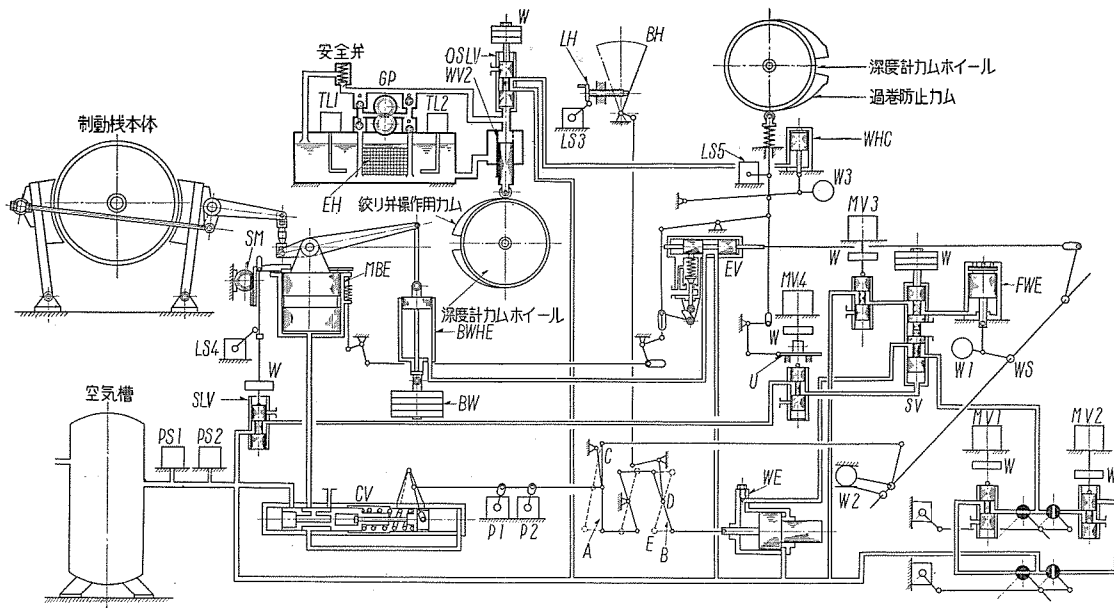 W
安全弁
OSLV
WV2
GP
TL1
TL2
LH
BH
LS3
深度計カムホイール
過巻防止カム
制動桟本体
EH
絞り弁操作用カム
LS5
WHC
W3
MV3
SM
MBE
深度計カムホイール
BWHE
EV
W
W
FWE
MV4
W
U
LS4
W
BW
W1
WS
空気槽
SLV
SV
MV1
MV2
PS1
PS2
W
W
C
CV
WE
W2
P1
P2
D
A
E
B